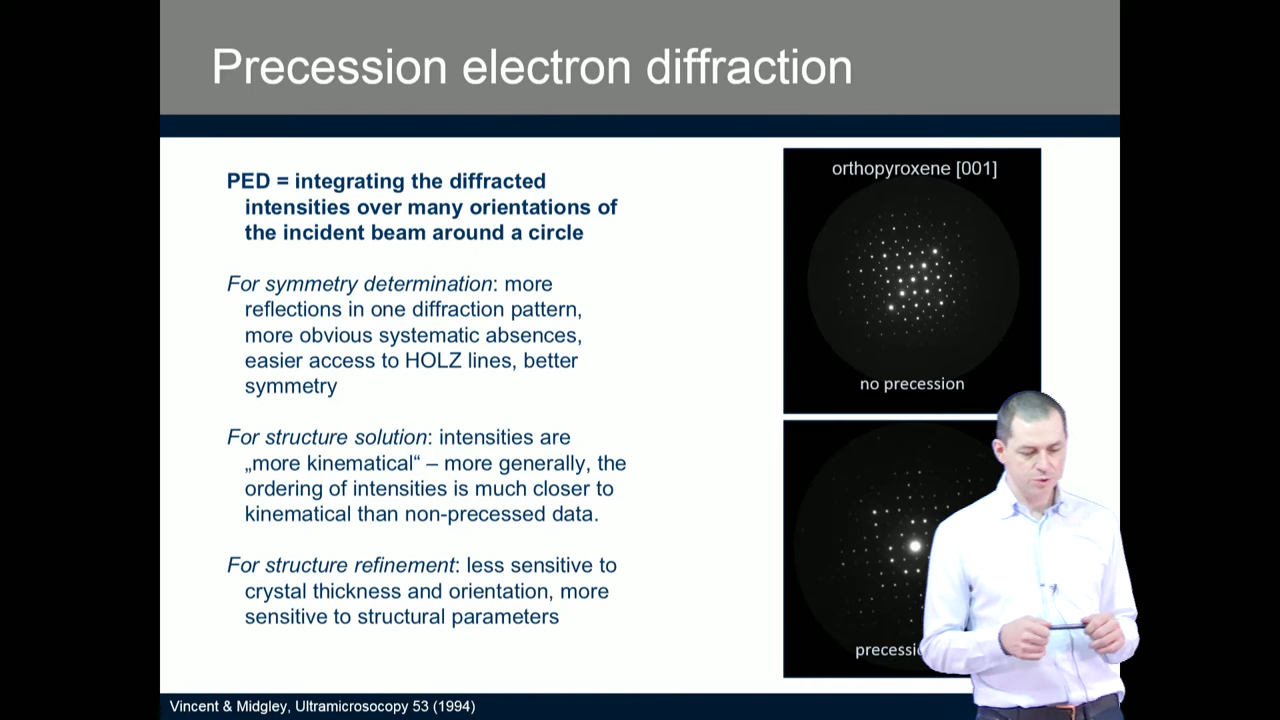 Precession electron diffraction
PED = integrating the diffracted
intensities over many orientations of
the incident beam around a circle
For symmetry determination: more
reflections in one diffraction pattern,
more obvious systematic absences,
easier access to HOLZ lines, better
symmetry
For structure solution: intensities are
„more kinematical“ – more generally, the
ordering of intensities is much closer to
kinematical than non-precessed data.
For structure refinement: less sensitive to
crystal thickness and orientation, more
sensitive to structural parameters
orthopyroxene [001]
no precession
Vincent & Midgley, Ultramicrosocopy 53 (1994)